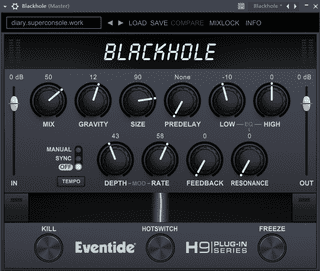 Blackhole (Master)
Blackhole
diary.superconsole.work
LOAD SAVE COMPARE MIXLOCK INFO
BLACKHOLE
0 dB 50 12 90 None -10 0 0 dB
MIX GRAVITY SIZE PREDELAY LOW -EQ- HIGH
43 58 0 0
MANUAL
SYNC
OFF
TEMPO
IN DEPTH -MOD- RATE FEEDBACK RESONANCE OUT
KILL HOTSWITCH FREEZE
Eventide H9 PLUG-IN SERIES